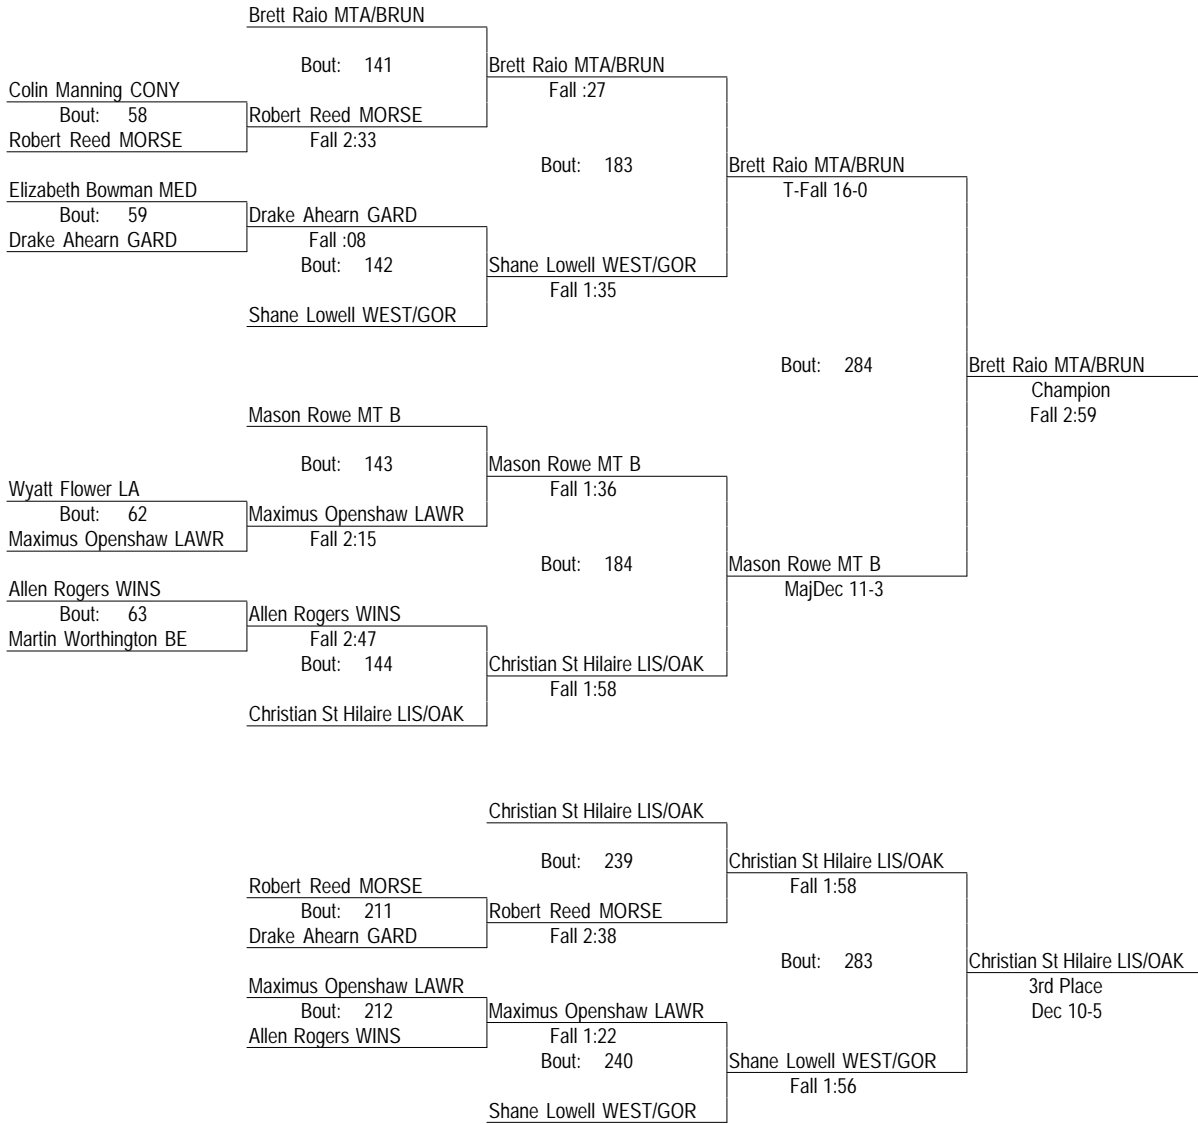 Brett Raio MTA/BRUN
Bout: 141
Brett Raio MTA/BRUN
Fall :27
Colin Manning CONY
Bout: 58
Robert Reed MORSE
Robert Reed MORSE
Fall 2:33
Bout: 183
Brett Raio MTA/BRUN
T-Fall 16-0
Elizabeth Bowman MED
Bout: 59
Drake Ahearn GARD
Drake Ahearn GARD
Fall :08
Bout: 142
Shane Lowell WEST/GOR
Fall 1:35
Shane Lowell WEST/GOR
Bout: 284
Brett Raio MTA/BRUN
Champion
Fall 2:59
Mason Rowe MT B
Bout: 143
Mason Rowe MT B
Fall 1:36
Wyatt Flower LA
Bout: 62
Maximus Openshaw LAWR
Maximus Openshaw LAWR
Fall 2:15
Bout: 184
Mason Rowe MT B
MajDec 11-3
Allen Rogers WINS
Bout: 63
Martin Worthington BE
Allen Rogers WINS
Fall 2:47
Bout: 144
Christian St Hilaire LIS/OAK
Fall 1:58
Christian St Hilaire LIS/OAK
Christian St Hilaire LIS/OAK
Bout: 239
Christian St Hilaire LIS/OAK
Fall 1:58
Robert Reed MORSE
Bout: 211
Drake Ahearn GARD
Robert Reed MORSE
Fall 2:38
Bout: 283
Christian St Hilaire LIS/OAK
3rd Place
Dec 10-5
Maximus Openshaw LAWR
Bout: 212
Allen Rogers WINS
Maximus Openshaw LAWR
Fall 1:22
Bout: 240
Shane Lowell WEST/GOR
Fall 1:56
Shane Lowell WEST/GOR